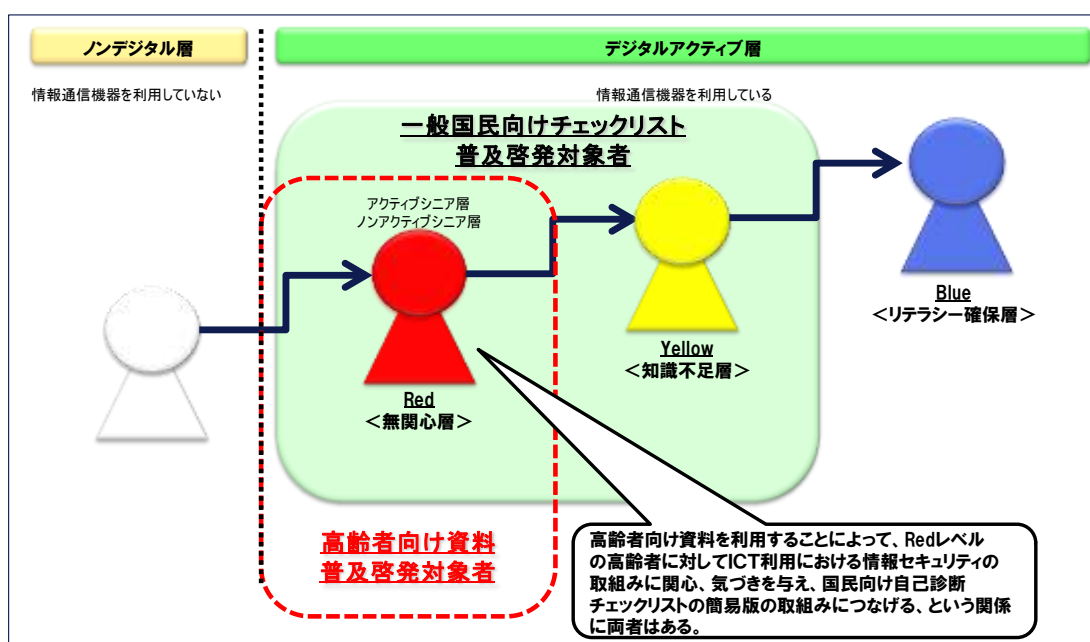 ノンデジタル層
デジタルアクティブ層
情報通信機器を利用していない
情報通信機器を利用している
一般国民向けチェックリスト
普及啓発対象者
アクティブシニア層
ノンアクティブシニア層
Red
＜無関心層＞
Yellow
＜知識不足層＞
Blue
＜リテラシー確保層＞
高齢者向け資料
普及啓発対象者
高齢者向け資料を利用することによって、Redレベル
の高齢者に対してICT利用における情報セキュリティの
取組みに関心、気づきを与え、国民向け自己診断
チェックリストの簡易版の取組みにつなげる、という関係
に両者はある。